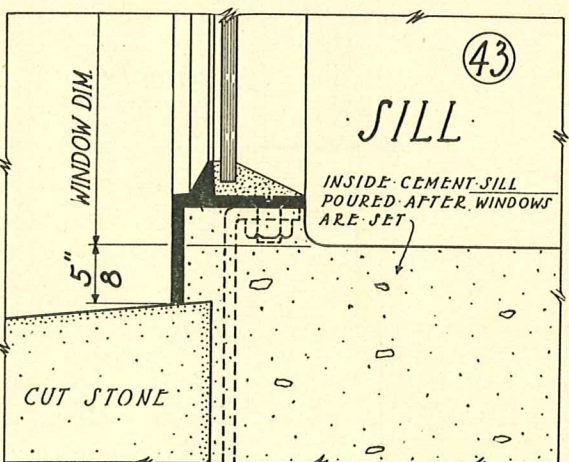 43
SILL
WINDOW DIM.
INSIDE·CEMENT·SILL
POURED·AFTER·WINDOWS
ARE·SET
5"
8
CUT STONE